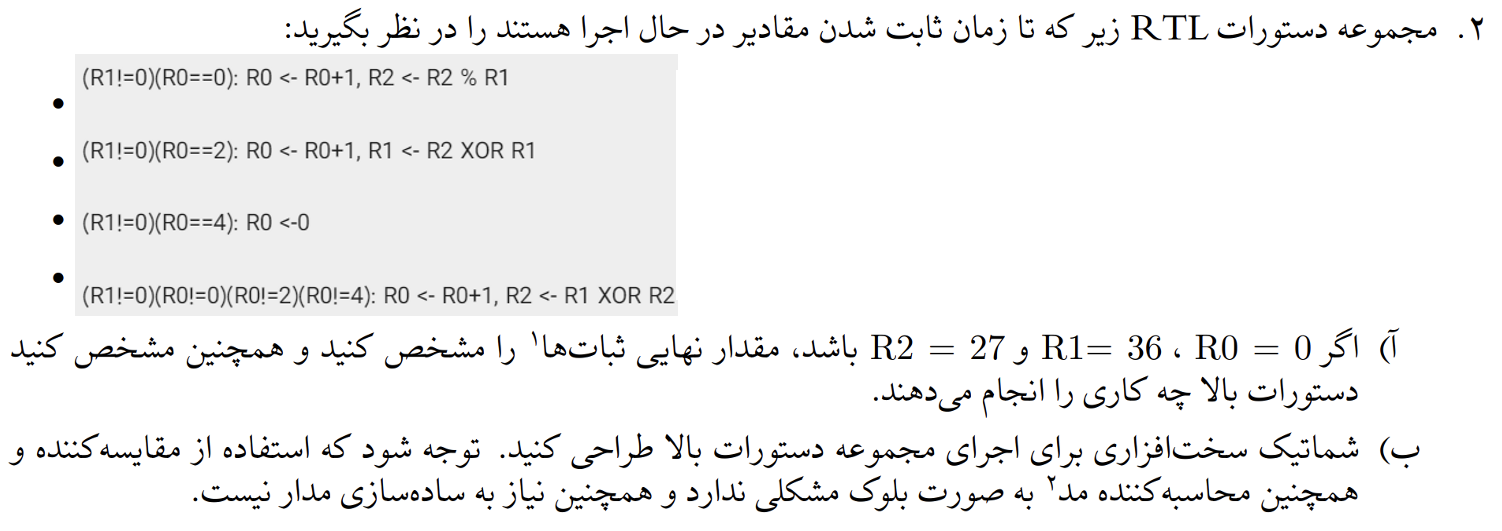 ۲. مجموعه دستورات RTL زیر که تا زمان ثابت شدن مقادیر در حال اجرا هستند را در نظر بگیرید:
• (R1!=0)(R0==0): R0 <- R0+1, R2 <- R2 % R1
• (R1!=0)(R0==2): R0 <- R0+1, R1 <- R2 XOR R1
• (R1!=0)(R0==4): R0 <-0
• (R1!=0)(R0!=0)(R0!=2)(R0!=4): R0 <- R0+1, R2 <- R1 XOR R2
آ) اگر R0 = 0 ، R1= 36 و R2 = 27 باشد، مقدار نهایی ثبات‌ها۱ را مشخص کنید و همچنین مشخص کنید
دستورات بالا چه کاری را انجام می‌دهند.
ب) شماتیک سخت‌افزاری برای اجرای مجموعه دستورات بالا طراحی کنید. توجه شود که استفاده از مقایسه‌کننده و
همچنین محاسبه‌کننده مد۲ به صورت بلوک مشکلی ندارد و همچنین نیاز به ساده‌سازی مدار نیست.